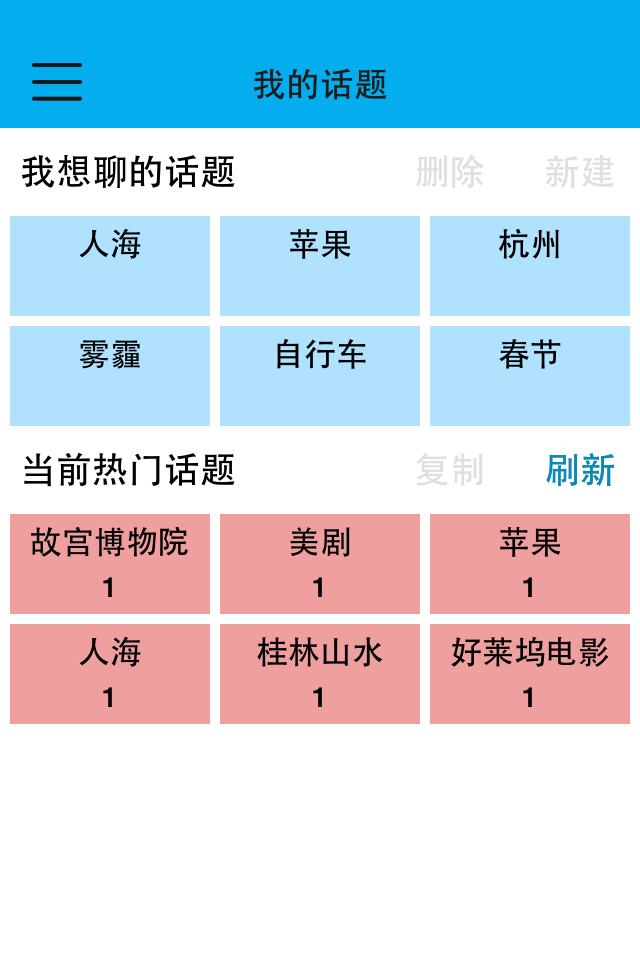 我的话题
我想聊的话题 删除 新建
人海 苹果 杭州
雾霾 自行车 春节
当前热门话题 复制 刷新
故宫博物院 美剧 苹果
1 1 1
人海 桂林山水 好莱坞电影
1 1 1